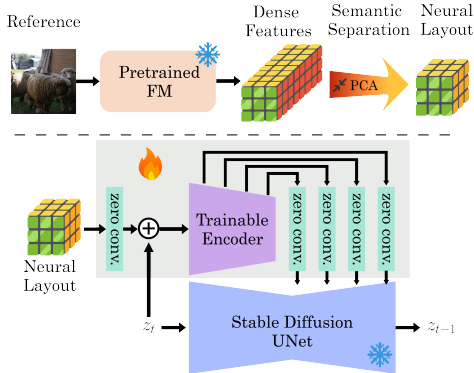 Reference
Pretrained
FM
Dense
Features
Semantic
Separation
PCA
Neural
Layout
Neural
Layout
zero conv.
Trainable
Encoder
zero conv.
zero conv.
zero conv.
zero conv.
z_t
Stable Diffusion
UNet
z_{t−1}